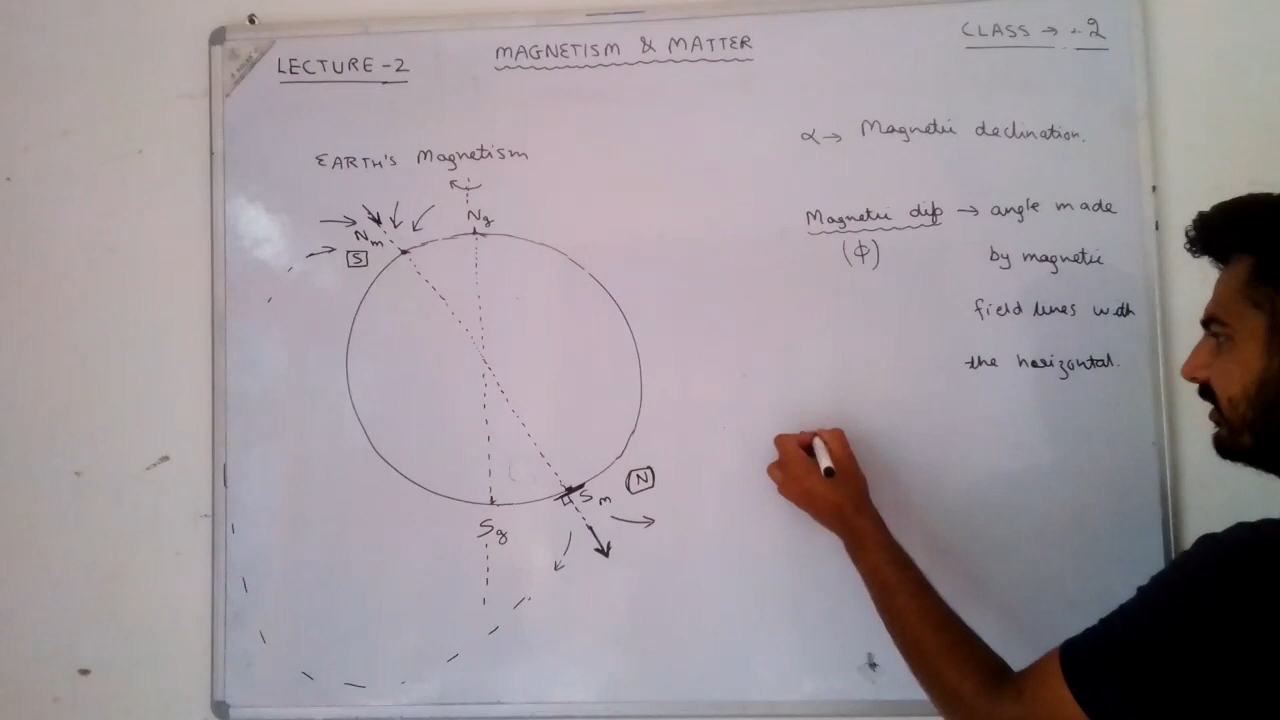 LECTURE -2
MAGNETISM & MATTER
CLASS → - 2
EARTH'S Magnetism
Ng
Nm
S
Sm
N
Sg
α → Magnetic declination.
Magnetic dip → angle made
(ϕ) by magnetic
field lines with
the horizontal.